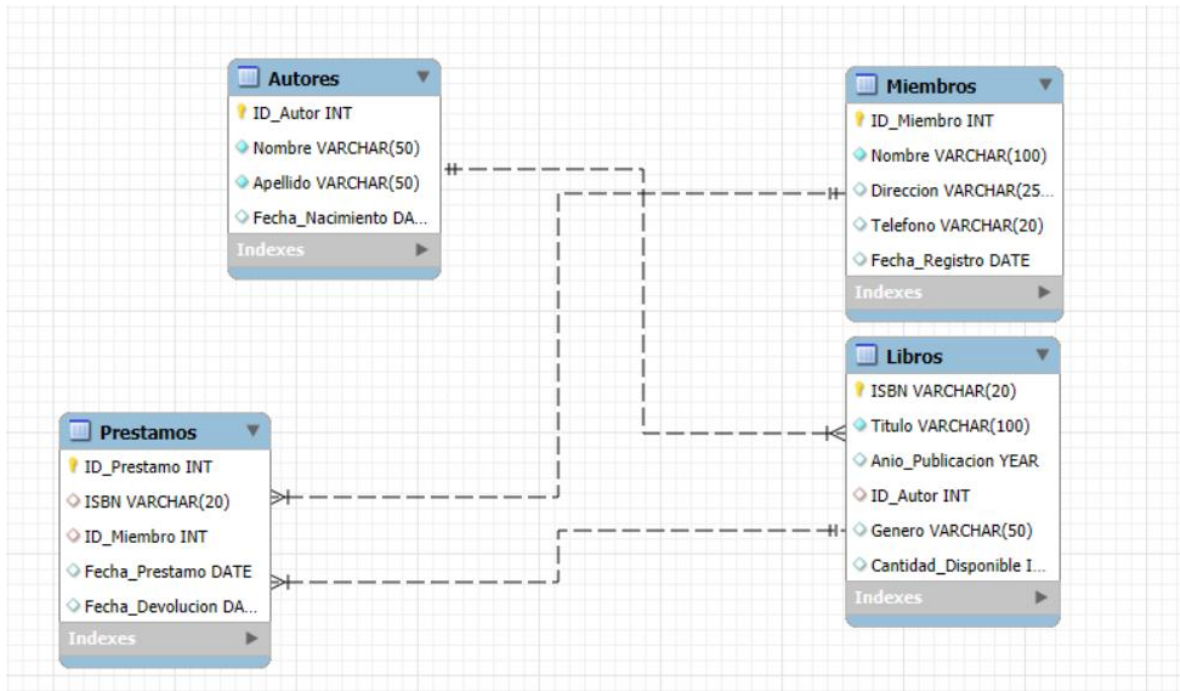 Autores
ID_Autor INT
Nombre VARCHAR(50)
Apellido VARCHAR(50)
Fecha_Nacimiento DA...
Indexes
Miembros
ID_Miembro INT
Nombre VARCHAR(100)
Direccion VARCHAR(25...
Telefono VARCHAR(20)
Fecha_Registro DATE
Indexes
Libros
ISBN VARCHAR(20)
Titulo VARCHAR(100)
Anio_Publicacion YEAR
ID_Autor INT
Genero VARCHAR(50)
Cantidad_Disponible I...
Indexes
Prestamos
ID_Prestamo INT
ISBN VARCHAR(20)
ID_Miembro INT
Fecha_Prestamo DATE
Fecha_Devolucion DA...
Indexes